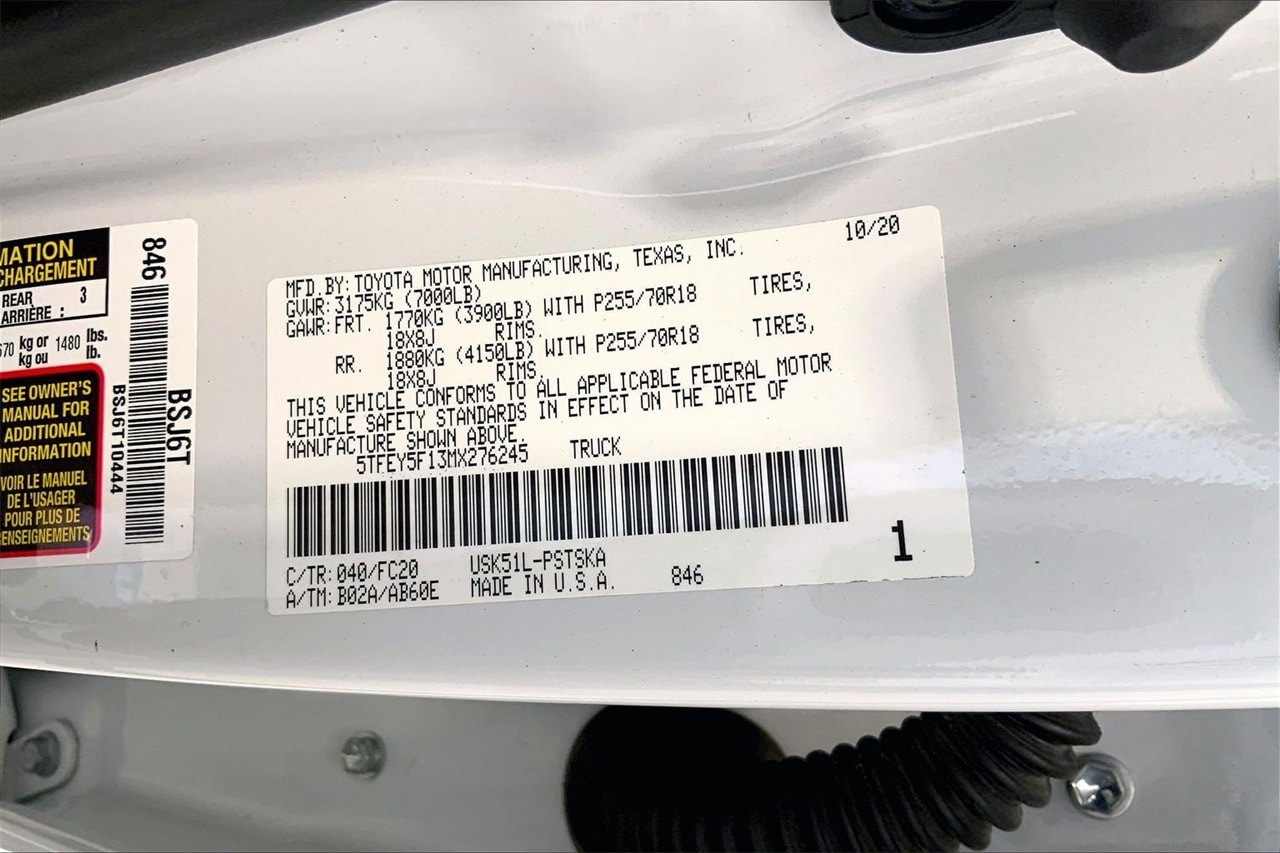 MATION
CHARGEMENT
REAR
ARRIÈRE : 3
670 kg or 1480 lbs.
kg ou lb.
SEE OWNER'S
MANUAL FOR
ADDITIONAL
INFORMATION
VOIR LE MANUEL
DE L'USAGER
POUR PLUS DE
RENSEIGNEMENTS
846
BSJ6T10444
BSJ6T
10/20
MFD.BY:TOYOTA MOTOR MANUFACTURING, TEXAS, INC.
GVWR:3175KG (7000LB)
GAWR:FRT. 1770KG (3900LB) WITH P255/70R18 TIRES,
18X8J RIMS,
RR. 1880KG (4150LB) WITH P255/70R18 TIRES,
18X8J RIMS,
THIS VEHICLE CONFORMS TO ALL APPLICABLE FEDERAL MOTOR
VEHICLE SAFETY STANDARDS IN EFFECT ON THE DATE OF
MANUFACTURE SHOWN ABOVE.
5TFEY5F13MX276245 TRUCK
C/TR:040/FC20 USK51L-PSTSKA
A/TM:B02A/AB60E MADE IN U.S.A. 846
1